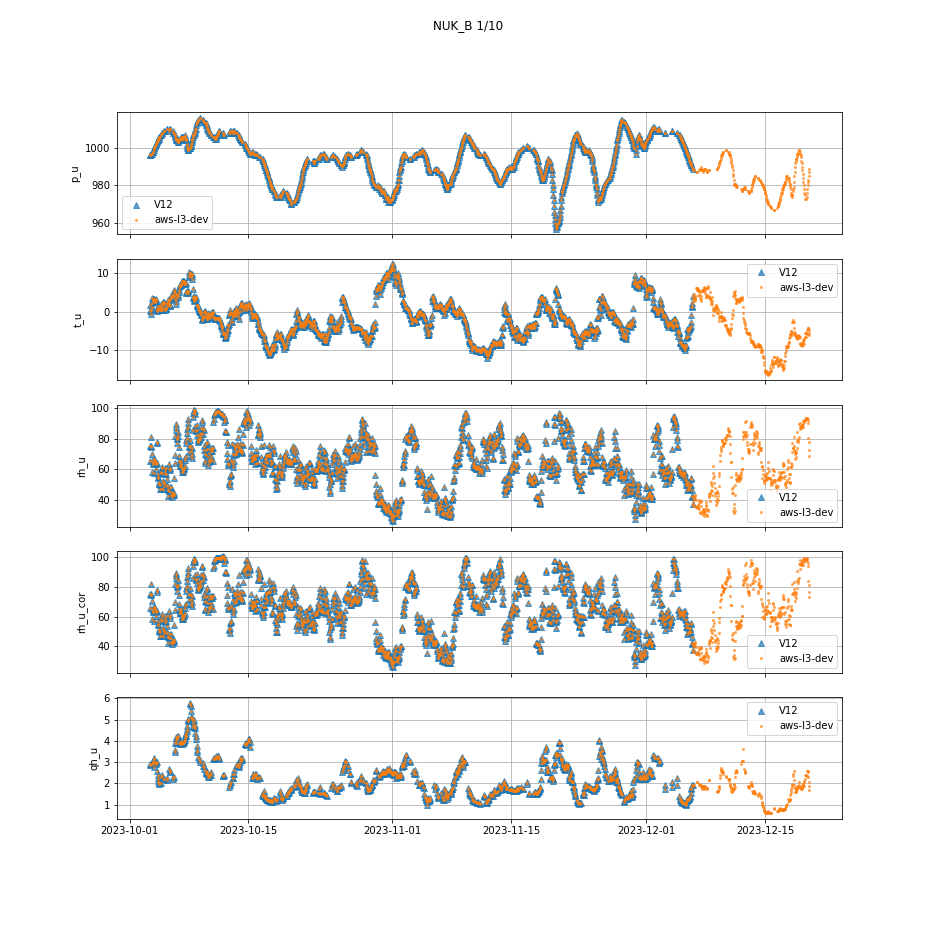 NUK_B 1/10
1000
980
960
p_u
V12
aws-l3-dev
10
0
−10
t_u
V12
aws-l3-dev
100
80
60
40
rh_u
V12
aws-l3-dev
100
80
60
40
rh_u_cor
V12
aws-l3-dev
6
5
4
3
2
1
qh_u
V12
aws-l3-dev
2023-10-01 2023-10-15 2023-11-01 2023-11-15 2023-12-01 2023-12-15